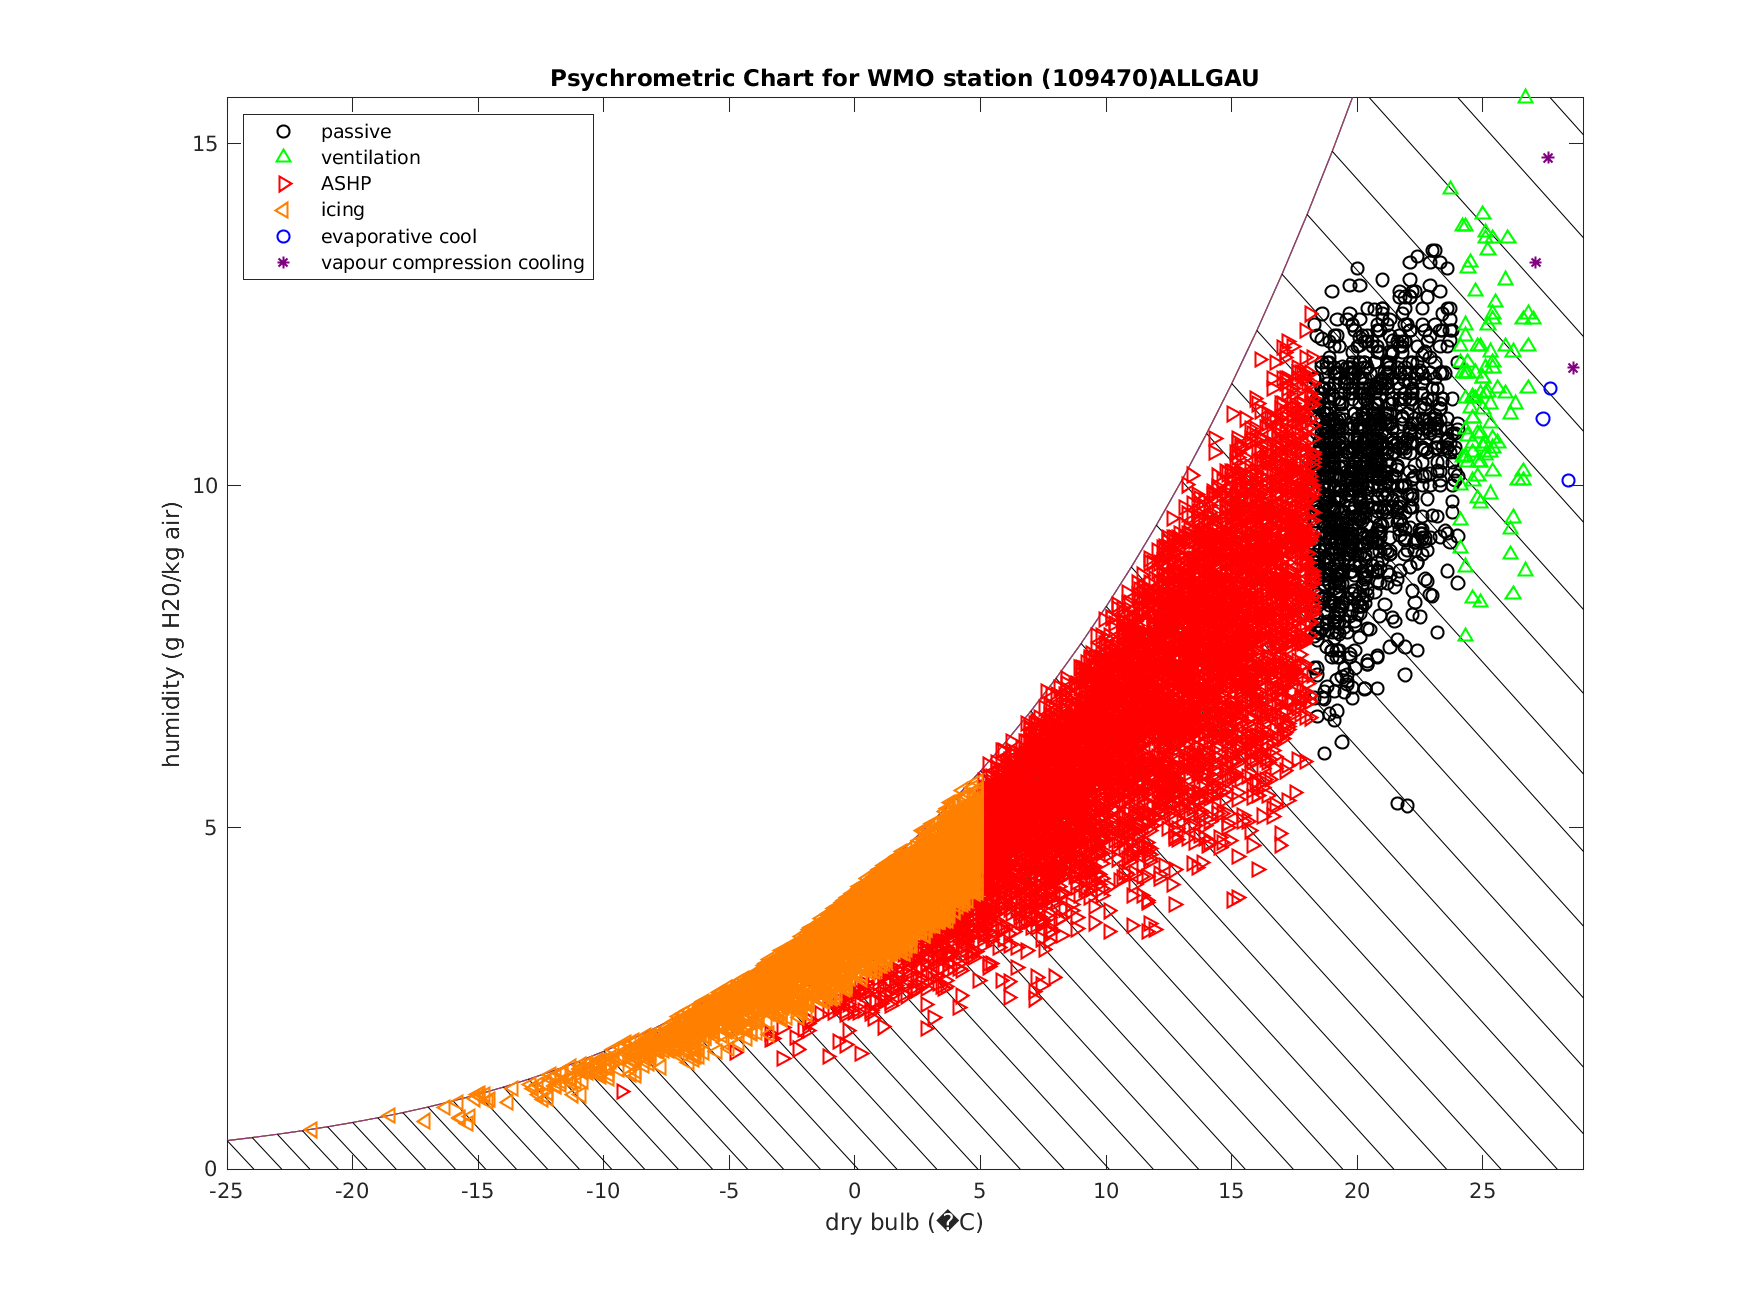 Psychrometric Chart for WMO station (109470)ALLGAU
passive
ventilation
ASHP
icing
evaporative cool
vapour compression cooling
humidity (g H20/kg air)
15
10
5
0
-25 -20 -15 -10 -5 0 5 10 15 20 25
dry bulb (�C)